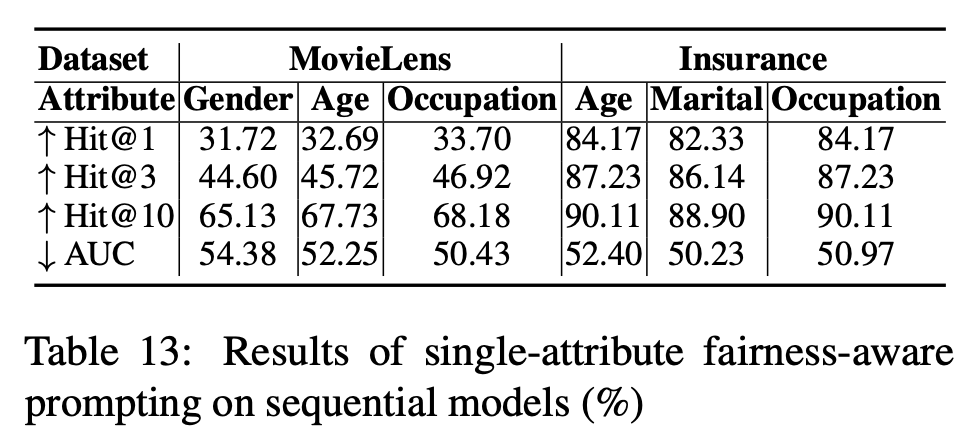 Dataset MovieLens Insurance
Attribute Gender Age Occupation Age Marital Occupation
↑ Hit@1 31.72 32.69 33.70 84.17 82.33 84.17
↑ Hit@3 44.60 45.72 46.92 87.23 86.14 87.23
↑ Hit@10 65.13 67.73 68.18 90.11 88.90 90.11
↓ AUC 54.38 52.25 50.43 52.40 50.23 50.97
Table 13: Results of single-attribute fairness-aware
prompting on sequential models (%)